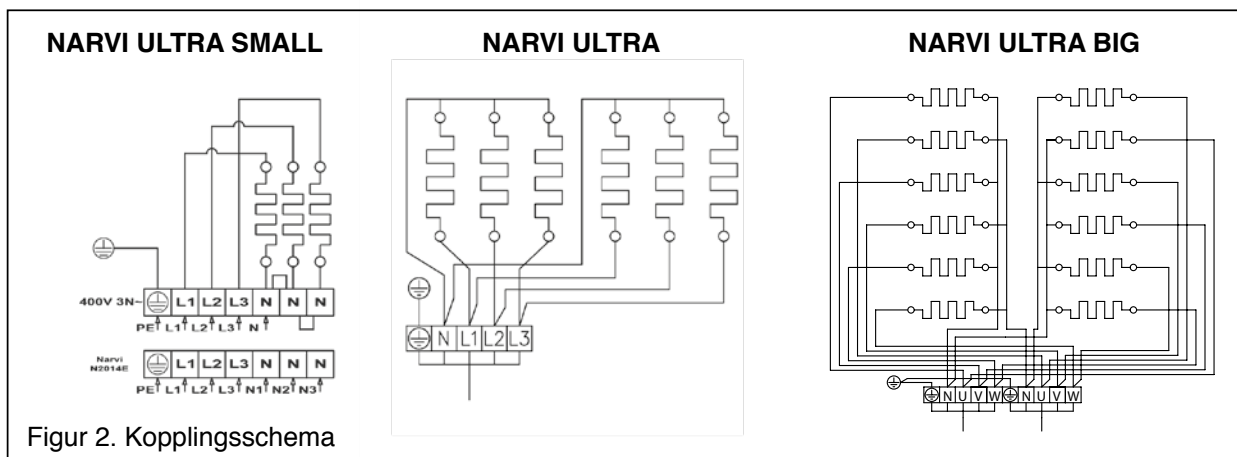 NARVI ULTRA SMALL
400V 3N~ L1 L2 L3 N N N
PE L1 L2 L3 N
Narvi
N2014E
L1 L2 L3 N N N
PE L1 L2 L3 N1 N2 N3
NARVI ULTRA
N L1 L2 L3
NARVI ULTRA BIG
N U V W N U V W
Figur 2. Kopplingsschema